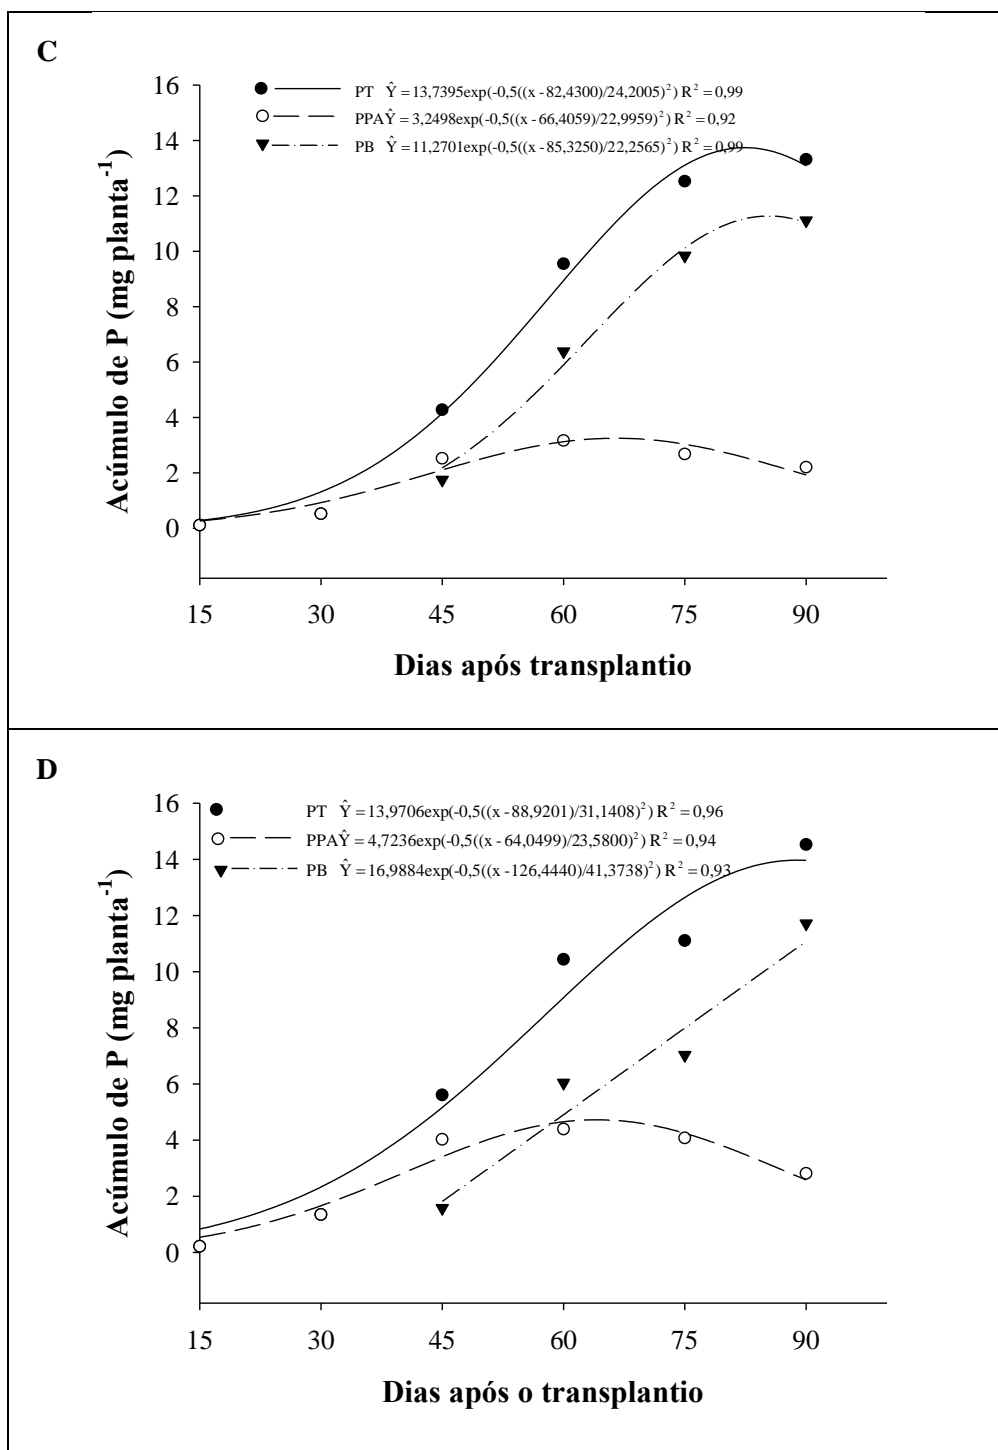 C
PT Ŷ = 13,7395exp(-0,5((x - 82,4300)/24,2005)²) R² = 0,99
PPA Ŷ = 3,2498exp(-0,5((x - 66,4059)/22,9959)²) R² = 0,92
PB Ŷ = 11,2701exp(-0,5((x - 85,3250)/22,2565)²) R² = 0,99
Acúmulo de P (mg planta⁻¹)
16
14
12
10
8
6
4
2
0
15 30 45 60 75 90
Dias após transplantio
D
PT Ŷ = 13,9706exp(-0,5((x - 88,9201)/31,1408)²) R² = 0,96
PPA Ŷ = 4,7236exp(-0,5((x - 64,0499)/23,5800)²) R² = 0,94
PB Ŷ = 16,9884exp(-0,5((x - 126,4440)/41,3738)²) R² = 0,93
Acúmulo de P (mg planta⁻¹)
16
14
12
10
8
6
4
2
0
15 30 45 60 75 90
Dias após o transplantio